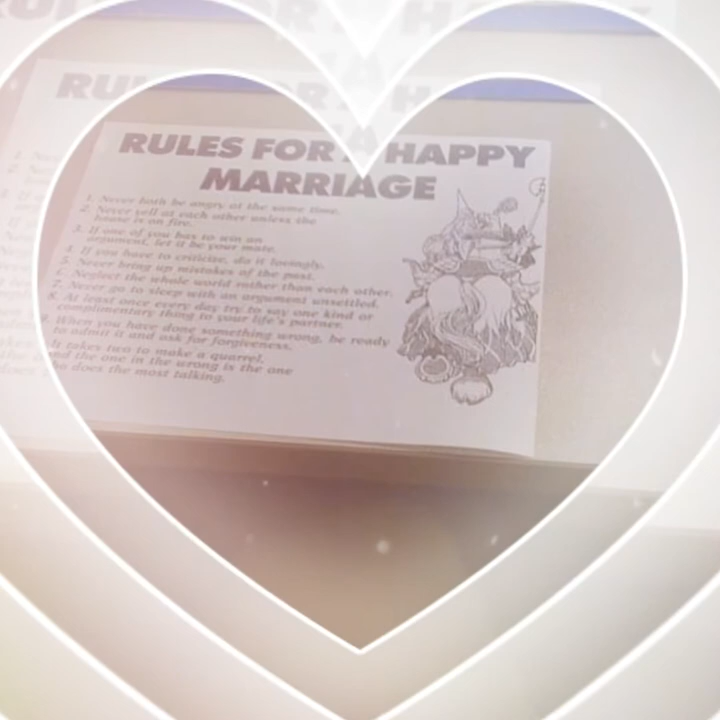 RULES FOR A HAPPY
MARRIAGE
1. Never both be angry at the same time.
2. Never yell at each other unless the
house is on fire.
3. If one of you has to win an
argument, let it be your mate.
4. If you have to criticize, do it lovingly.
5. Never bring up mistakes of the past.
6. Neglect the whole world rather than each other.
7. Never go to sleep with an argument unsettled.
8. At least once every day try to say one kind or
complimentary thing to your life's partner.
9. When you have done something wrong, be ready
to admit it and ask for forgiveness.
It takes two to make a quarrel,
and the one in the wrong is the one
who does the most talking.